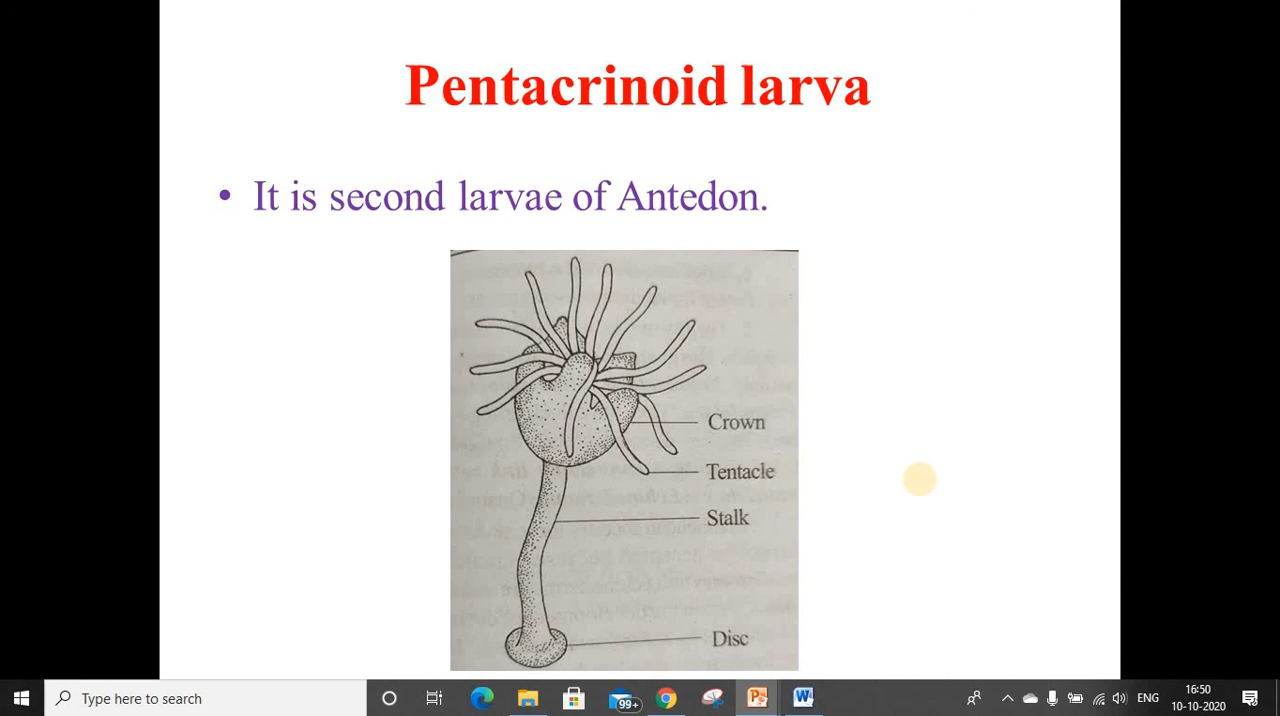 Pentacrinoid larva
• It is second larvae of Antedon.
Crown
Tentacle
Stalk
Disc
Type here to search
99+
ENG
16:50
10-10-2020